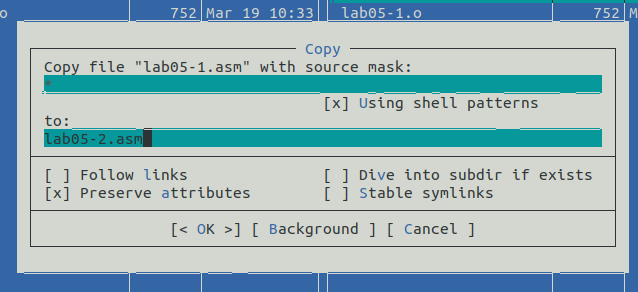 o 752 Mar 19 10:33 lab05-1.o 752 M
Copy
Copy file "lab05-1.asm" with source mask:
*
[x] Using shell patterns
to:
lab05-2.asm
[ ] Follow links [ ] Dive into subdir if exists
[x] Preserve attributes [ ] Stable symlinks
[< OK >] [ Background ] [ Cancel ]